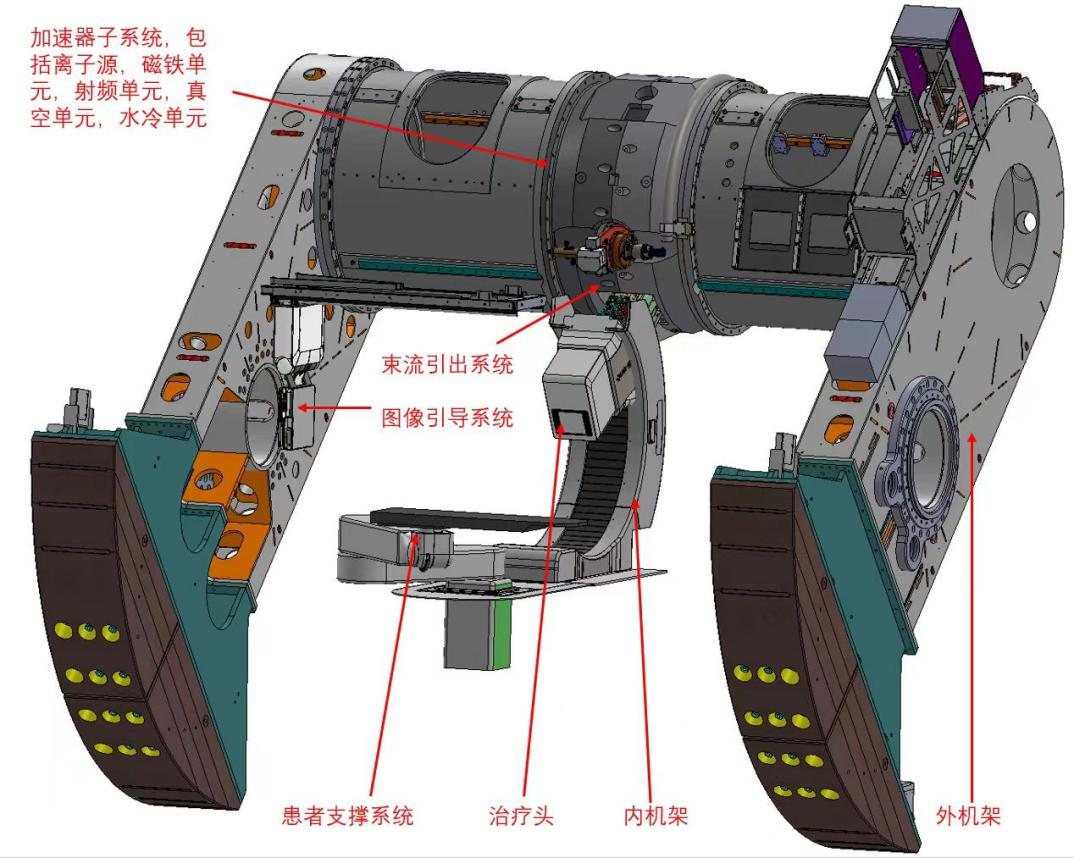 加速器子系统，包
括离子源，磁铁单
元，射频单元，真
空单元，水冷单元
束流引出系统
图像引导系统
患者支撑系统
治疗头
内机架
外机架